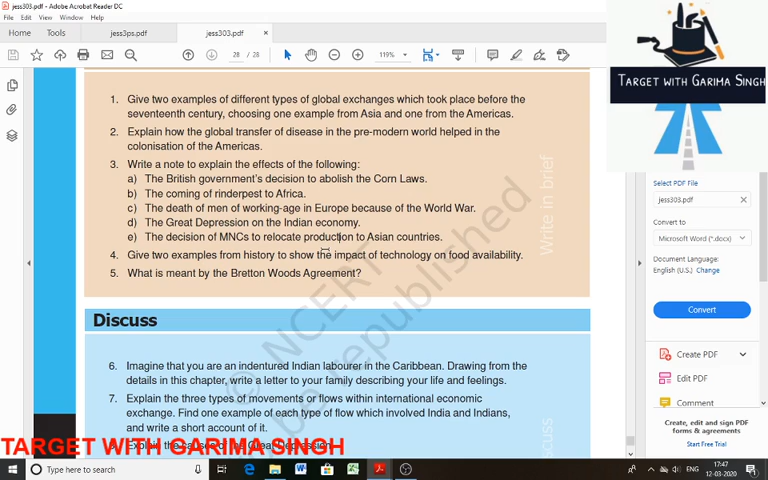 jess303.pdf - Adobe Acrobat Reader DC
File Edit View Window Help
Home Tools jess3ps.pdf jess303.pdf ×
28 / 28 119%
TARGET WITH GARIMA SINGH
1. Give two examples of different types of global exchanges which took place before the
seventeenth century, choosing one example from Asia and one from the Americas.
2. Explain how the global transfer of disease in the pre-modern world helped in the
colonisation of the Americas.
3. Write a note to explain the effects of the following:
a) The British government's decision to abolish the Corn Laws.
b) The coming of rinderpest to Africa.
c) The death of men of working-age in Europe because of the World War.
d) The Great Depression on the Indian economy.
e) The decision of MNCs to relocate production to Asian countries.
4. Give two examples from history to show the impact of technology on food availability.
5. What is meant by the Bretton Woods Agreement?
Write in brief
© NCERT
republished
Discuss
6. Imagine that you are an indentured Indian labourer in the Caribbean. Drawing from the
details in this chapter, write a letter to your family describing your life and feelings.
7. Explain the three types of movements or flows within international economic
exchange. Find one example of each type of flow which involved India and Indians,
and write a short account of it.
Explain the causes of the Great Depression
Discuss
Select PDF File
jess303.pdf ×
Convert to
Microsoft Word (*.docx)
Document Language:
English (U.S.) Change
Convert
Create PDF
Edit PDF
Comment
Create, edit and sign PDF
forms & agreements
Start Free Trial
TARGET WITH GARIMA SINGH
Type here to search
ENG
17:47
12-03-2020